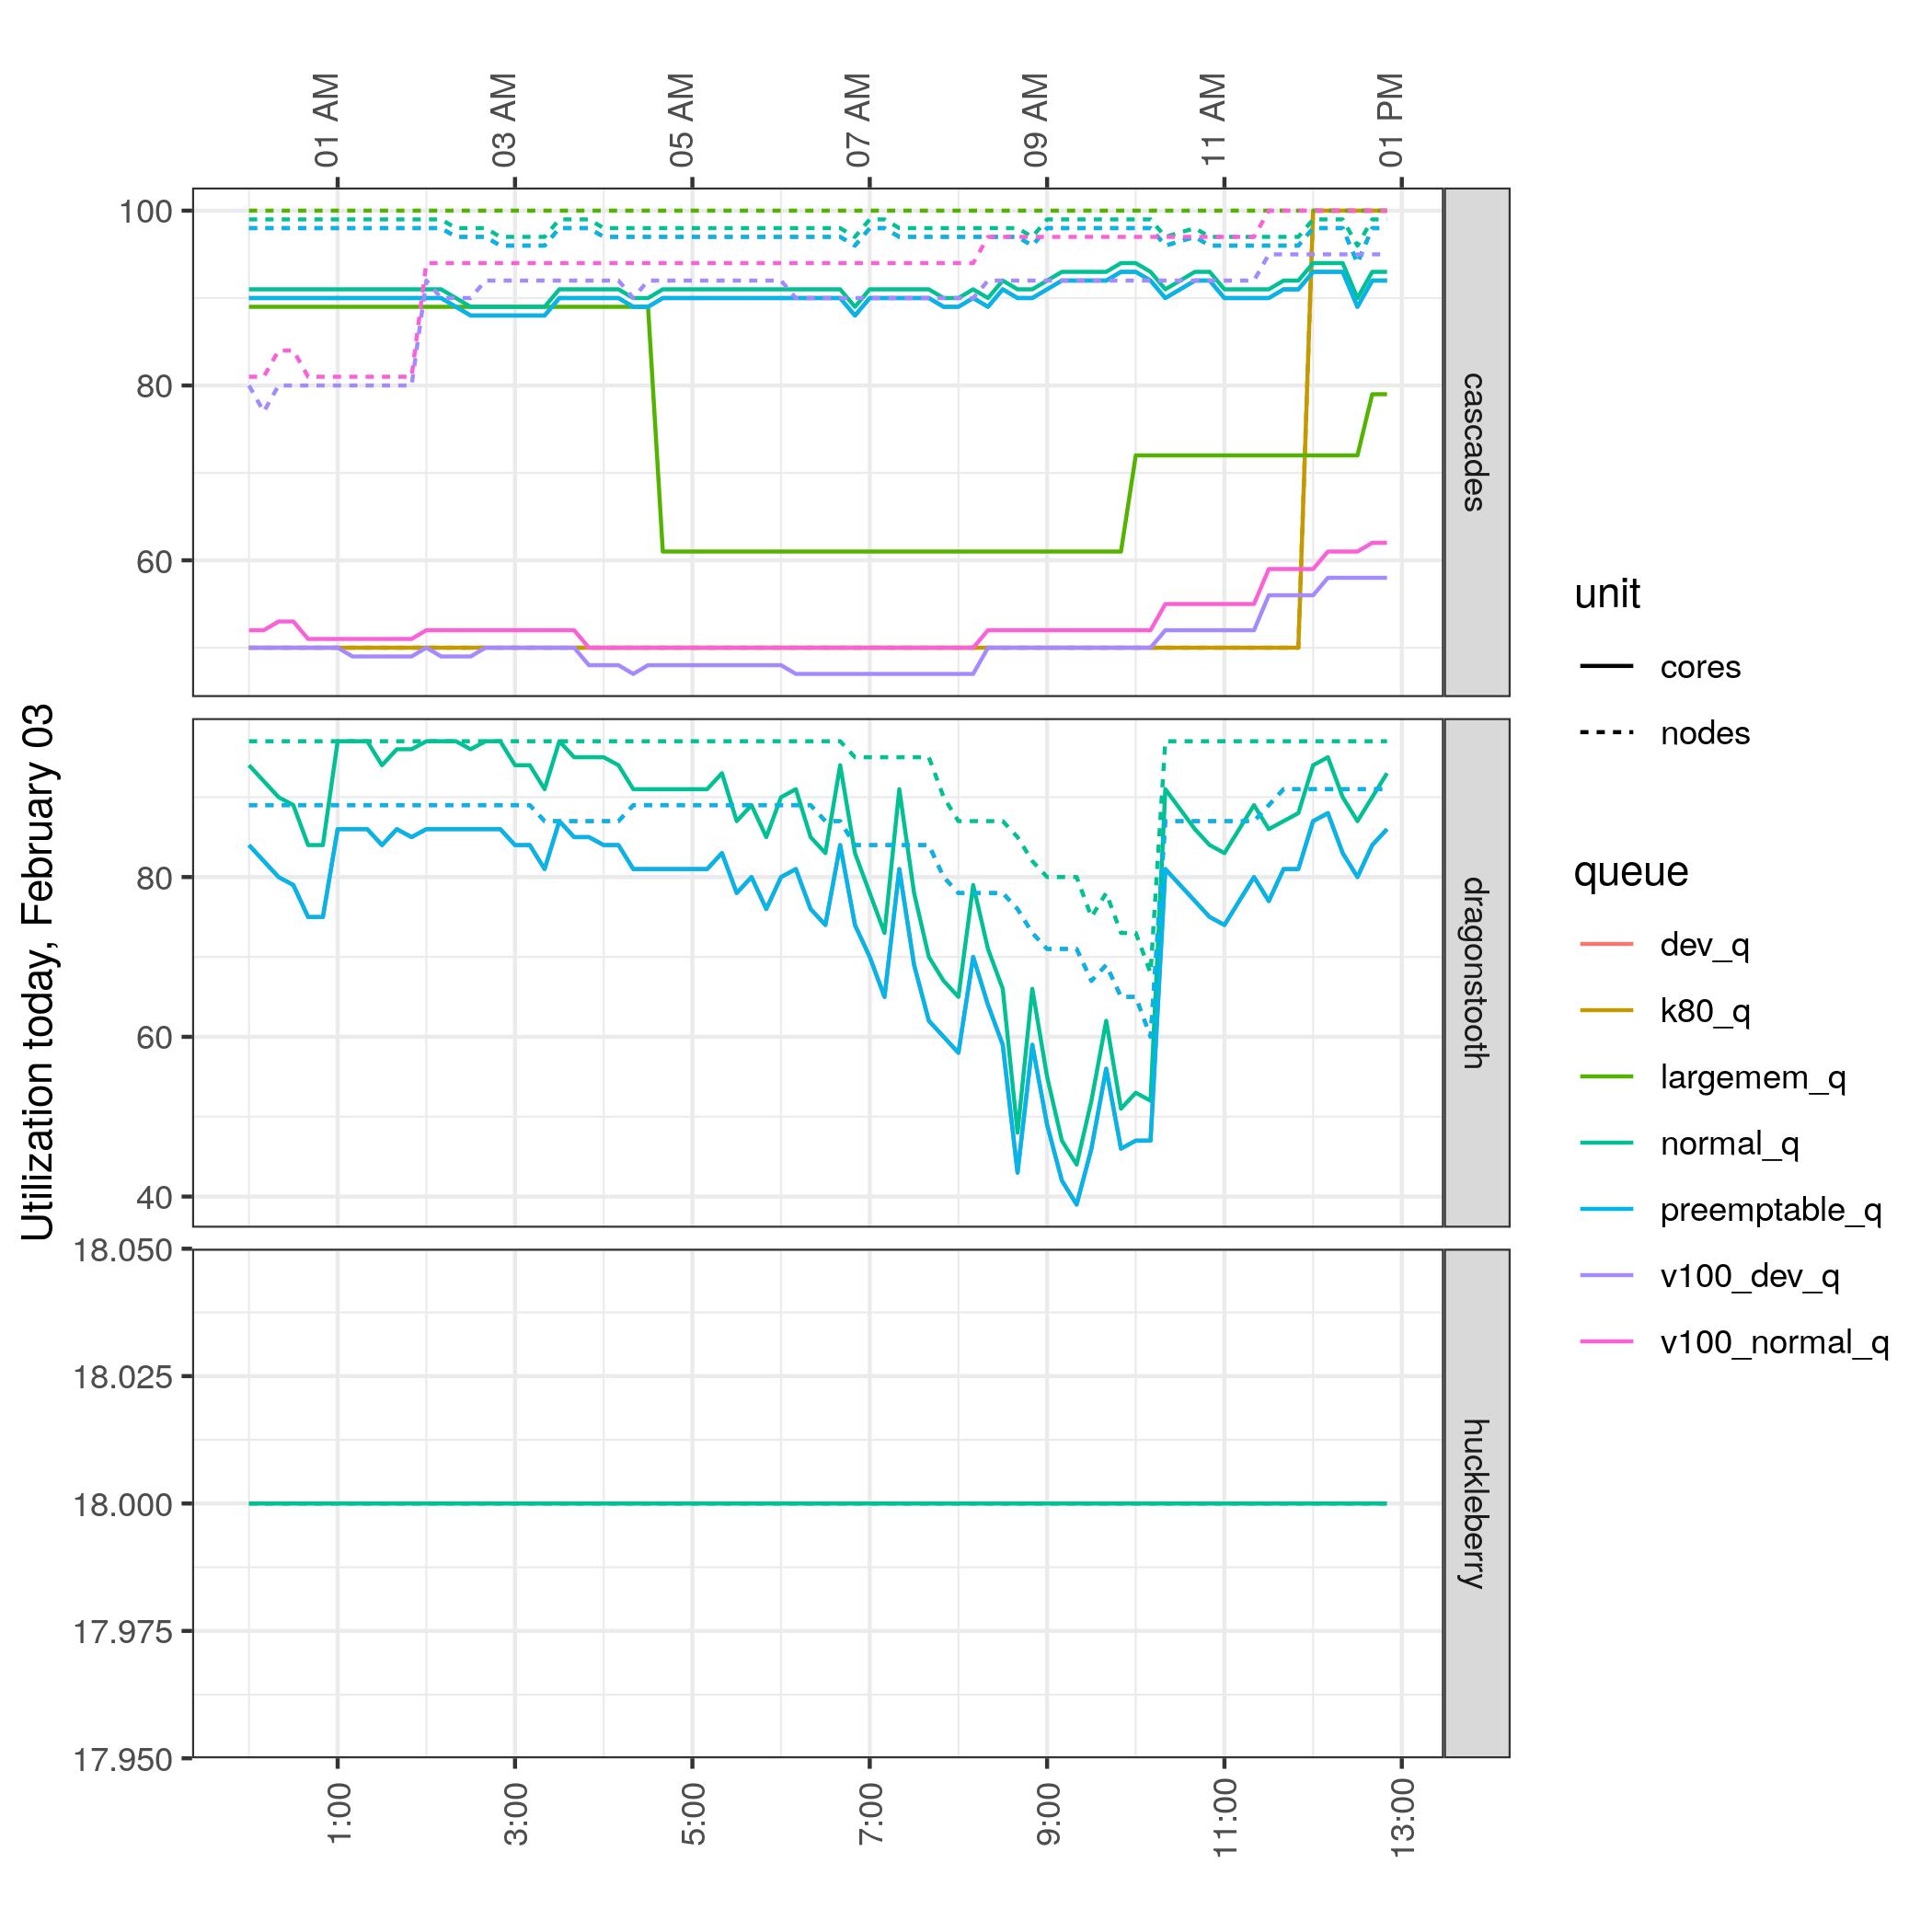 01 AM
03 AM
05 AM
07 AM
09 AM
11 AM
01 PM
Utilization today, February 03
100
80
60
cascades
80
60
40
dragonstooth
18.050
18.025
18.000
17.975
17.950
huckleberry
1:00
3:00
5:00
7:00
9:00
11:00
13:00
unit
cores
nodes
queue
dev_q
k80_q
largemem_q
normal_q
preemptable_q
v100_dev_q
v100_normal_q